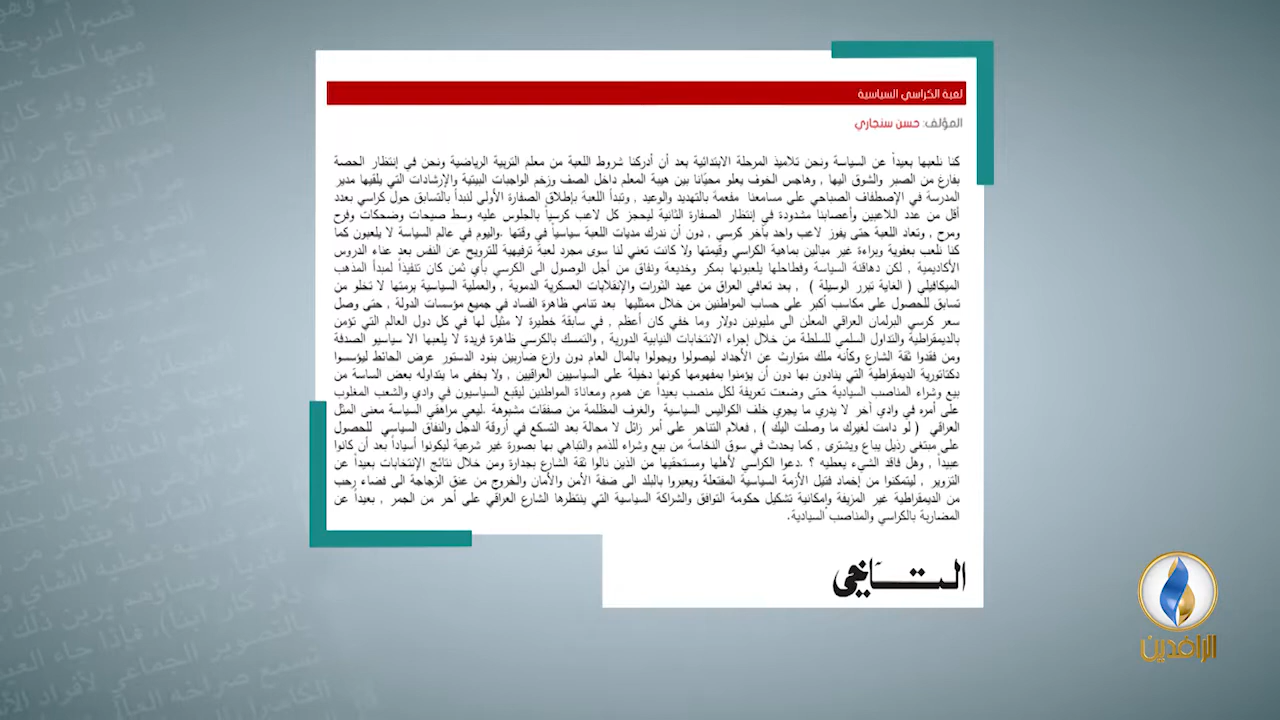 لعبة الكراسي السياسية
المؤلف: حسن سنجاري
كنا نلعبها بعيداً عن السياسة ونحن تلاميذ المرحلة الابتدائية بعد أن أدركنا شروط اللعبة من معلم التربية الرياضية ونحن في إنتظار الحصة
بفارغ من الصبر والشوق اليها , وهاجس الخوف يعلو محيّانا بين هيبة المعلم داخل الصف وزخم الواجبات البيتية والإرشادات التي يلقيها مدير
المدرسة في الإصطفاف الصباحي على مسامعنا مفعمة بالتهديد والوعيد , وتبدأ اللعبة بإطلاق الصفارة الأولى لنبدأ بالتسابق حول كراسي بعدد
أقل من عدد اللاعبين وأعصابنا مشدودة في إنتظار الصفارة الثانية ليحجز كل لاعب كرسياً بالجلوس عليه وسط صيحات وضحكات وفرح
ومرح , وتعاد اللعبة حتى يفوز لاعب واحد بآخر كرسي , دون أن ندرك مديات اللعبة سياسياً في وقتها .واليوم في عالم السياسة لا يلعبون كما
كنا نلعب بعفوية وبراءة غير مبالين بماهية الكراسي وقيمتها ولا كانت تعني لنا سوى مجرد لعبة ترفيهية للترويح عن النفس بعد عناء الدروس
الأكاديمية , لكن دهاقنة السياسة وفطاحلها يلعبونها بمكر وخديعة ونفاق من أجل الوصول الى الكرسي بأي ثمن كان تنفيذاً لمبدأ المذهب
الميكافيلي ( الغاية تبرر الوسيلة ) , بعد تعافي العراق من عهد الثورات والإنقلابات العسكرية الدموية , والعملية السياسية برمتها لا تخلو من
تسابق للحصول على مكاسب أكبر على حساب المواطنين من خلال ممثليها بعد تنامي ظاهرة الفساد في جميع مؤسسات الدولة , حتى وصل
سعر كرسي البرلمان العراقي المعلن الى مليونين دولار وما خفي كان أعظم , في سابقة خطيرة لا مثيل لها في كل دول العالم التي تؤمن
بالديمقراطية والتداول السلمي للسلطة من خلال إجراء الانتخابات النيابية الدورية , والتمسك بالكرسي ظاهرة فريدة لا يلعبها الا سياسيو الصدفة
ومن فقدوا ثقة الشارع وكأنه ملك متوارث عن الأجداد ليصولوا ويجولوا بالمال العام دون وازع ضاربين بنود الدستور عرض الحائط ليؤسسوا
دكتاتورية الديمقراطية التي ينادون بها دون أن يؤمنوا بمفهومها كونها دخيلة على السياسيين العراقيين , ولا يخفى ما يتداوله بعض الساسة من
بيع وشراء المناصب السيادية حتى وضعت تعريفة لكل منصب بعيداً عن هموم ومعاناة المواطنين ليقبع السياسيون في وادي والشعب المغلوب
على أمره في وادي آخر لا يدري ما يجري خلف الكواليس السياسية والغرف المظلمة من صفقات مشبوهة .ليعي مراهقي السياسة معنى المثل
العراقي ( لو دامت لغيرك ما وصلت اليك ) , فعلام التناحر على أمر زائل لا محالة بعد التسكع في أروقة الدجل والنفاق السياسي للحصول
على مبتغى رذيل يباع ويشترى , كما يحدث في سوق النخاسة من بيع وشراء للذمم والتباهي بها بصورة غير شرعية ليكونوا أسياداً بعد أن كانوا
عبيداً , وهل فاقد الشيء يعطيه ؟ .دعوا الكراسي لأهلها ومستحقيها من الذين نالوا ثقة الشارع بجدارة ومن خلال نتائج الإنتخابات بعيداً عن
التزوير , ليتمكنوا من إخماد فتيل الأزمة السياسية المفتعلة ويعبروا بالبلد الى ضفة الأمن والأمان والخروج من عنق الزجاجة الى فضاء رحب
من الديمقراطية غير المزيفة وإمكانية تشكيل حكومة التوافق والشراكة السياسية التي ينتظرها الشارع العراقي على أحر من الجمر , بعيداً عن
المضاربة بالكراسي والمناصب السيادية.
التآخي
الرافدين